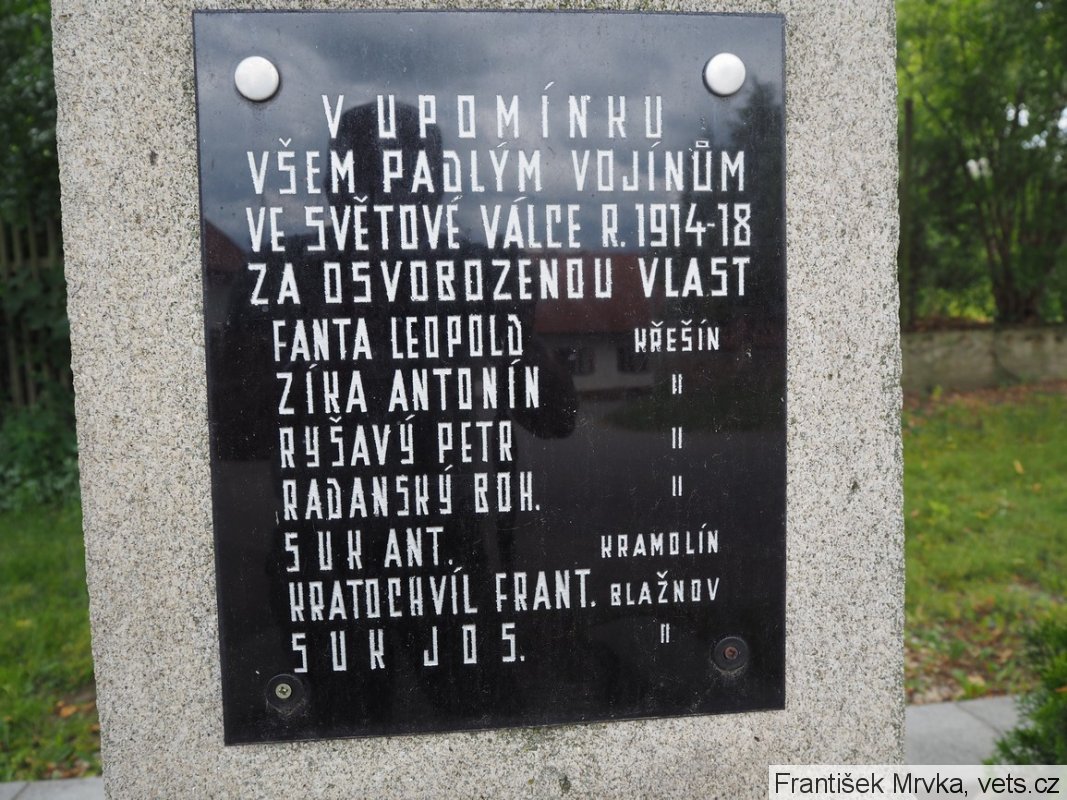 V UPOMÍNKU
VŠEM PADLÝM VOJÍNŮM
VE SVĚTOVÉ VÁLCE R. 1914-18
ZA OSVOBOZENOU VLAST
FANTA LEOPOLD KŘEŠÍN
ZÍKA ANTONÍN "
RYŠAVÝ PETR "
RADANSKÝ BOH. "
SUK ANT. KRAMOLÍN
KRATOCHVÍL FRANT. BLAŽNOV
SUK JOS. "
František Mrvka, vets.cz